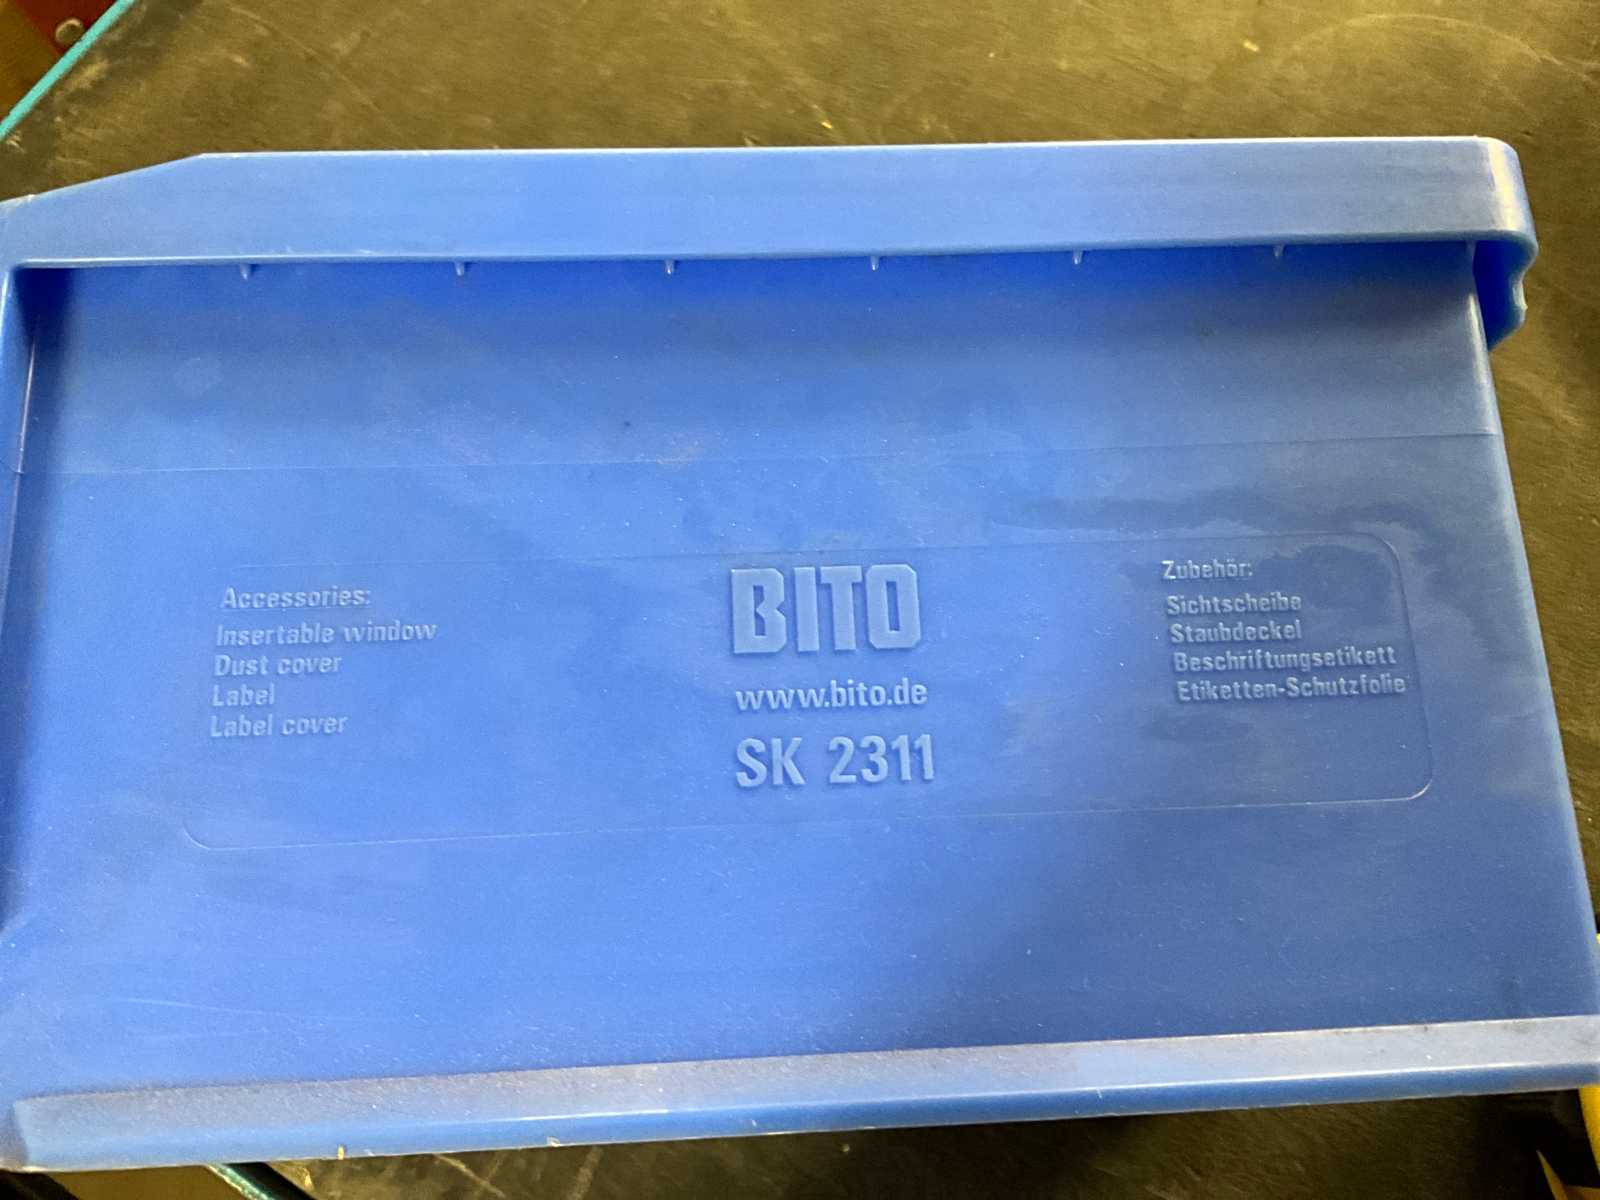 Accessories:
Insertable window
Dust cover
Label
Label cover
BITO
www.bito.de
SK 2311
Zubehör:
Sichtscheibe
Staubdeckel
Beschriftungsetikett
Etiketten-Schutzfolie